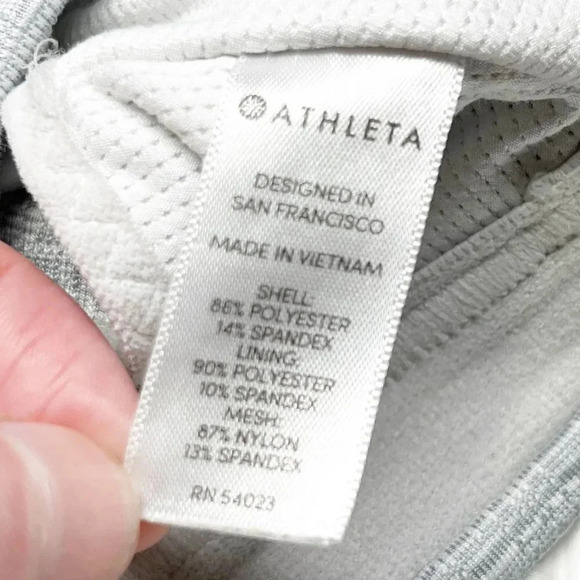 ATHLETA
DESIGNED IN
SAN FRANCISCO
MADE IN VIETNAM
SHELL:
86% POLYESTER
14% SPANDEX
LINING:
90% POLYESTER
10% SPANDEX
MESH:
87% NYLON
13% SPANDEX
RN 54023